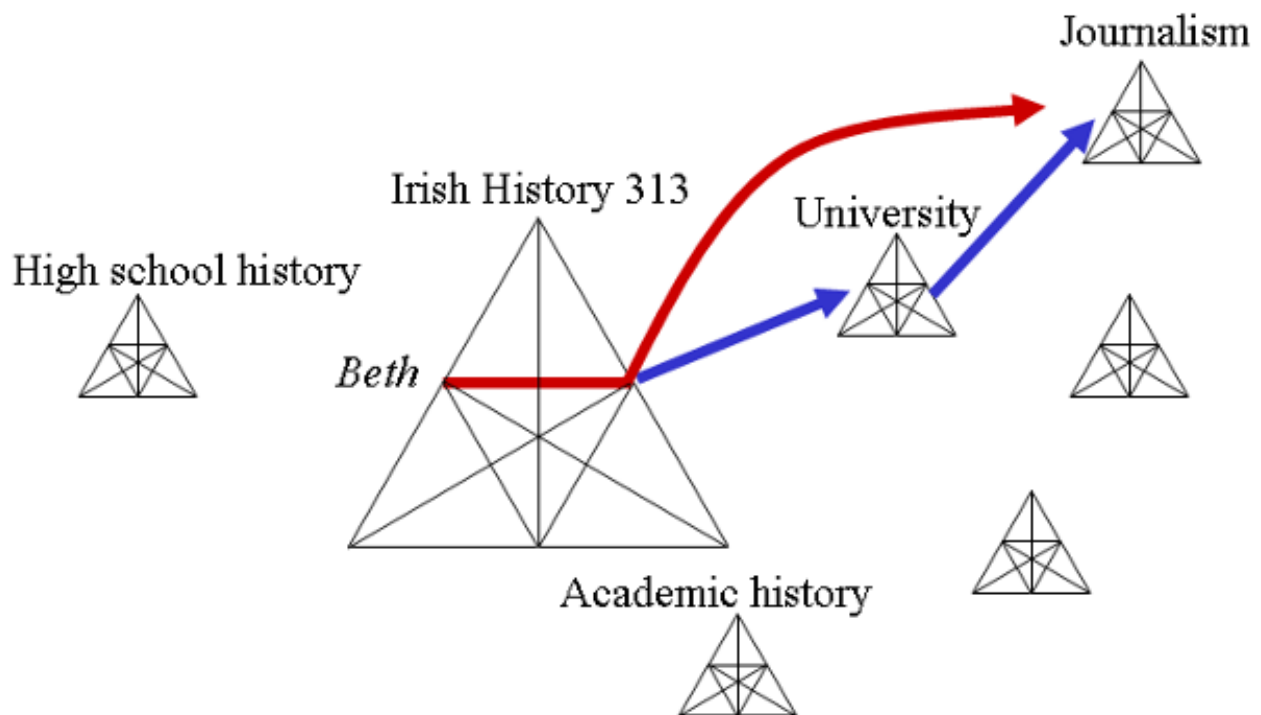 Journalism
Irish History 313
University
High school history
Beth
Academic history